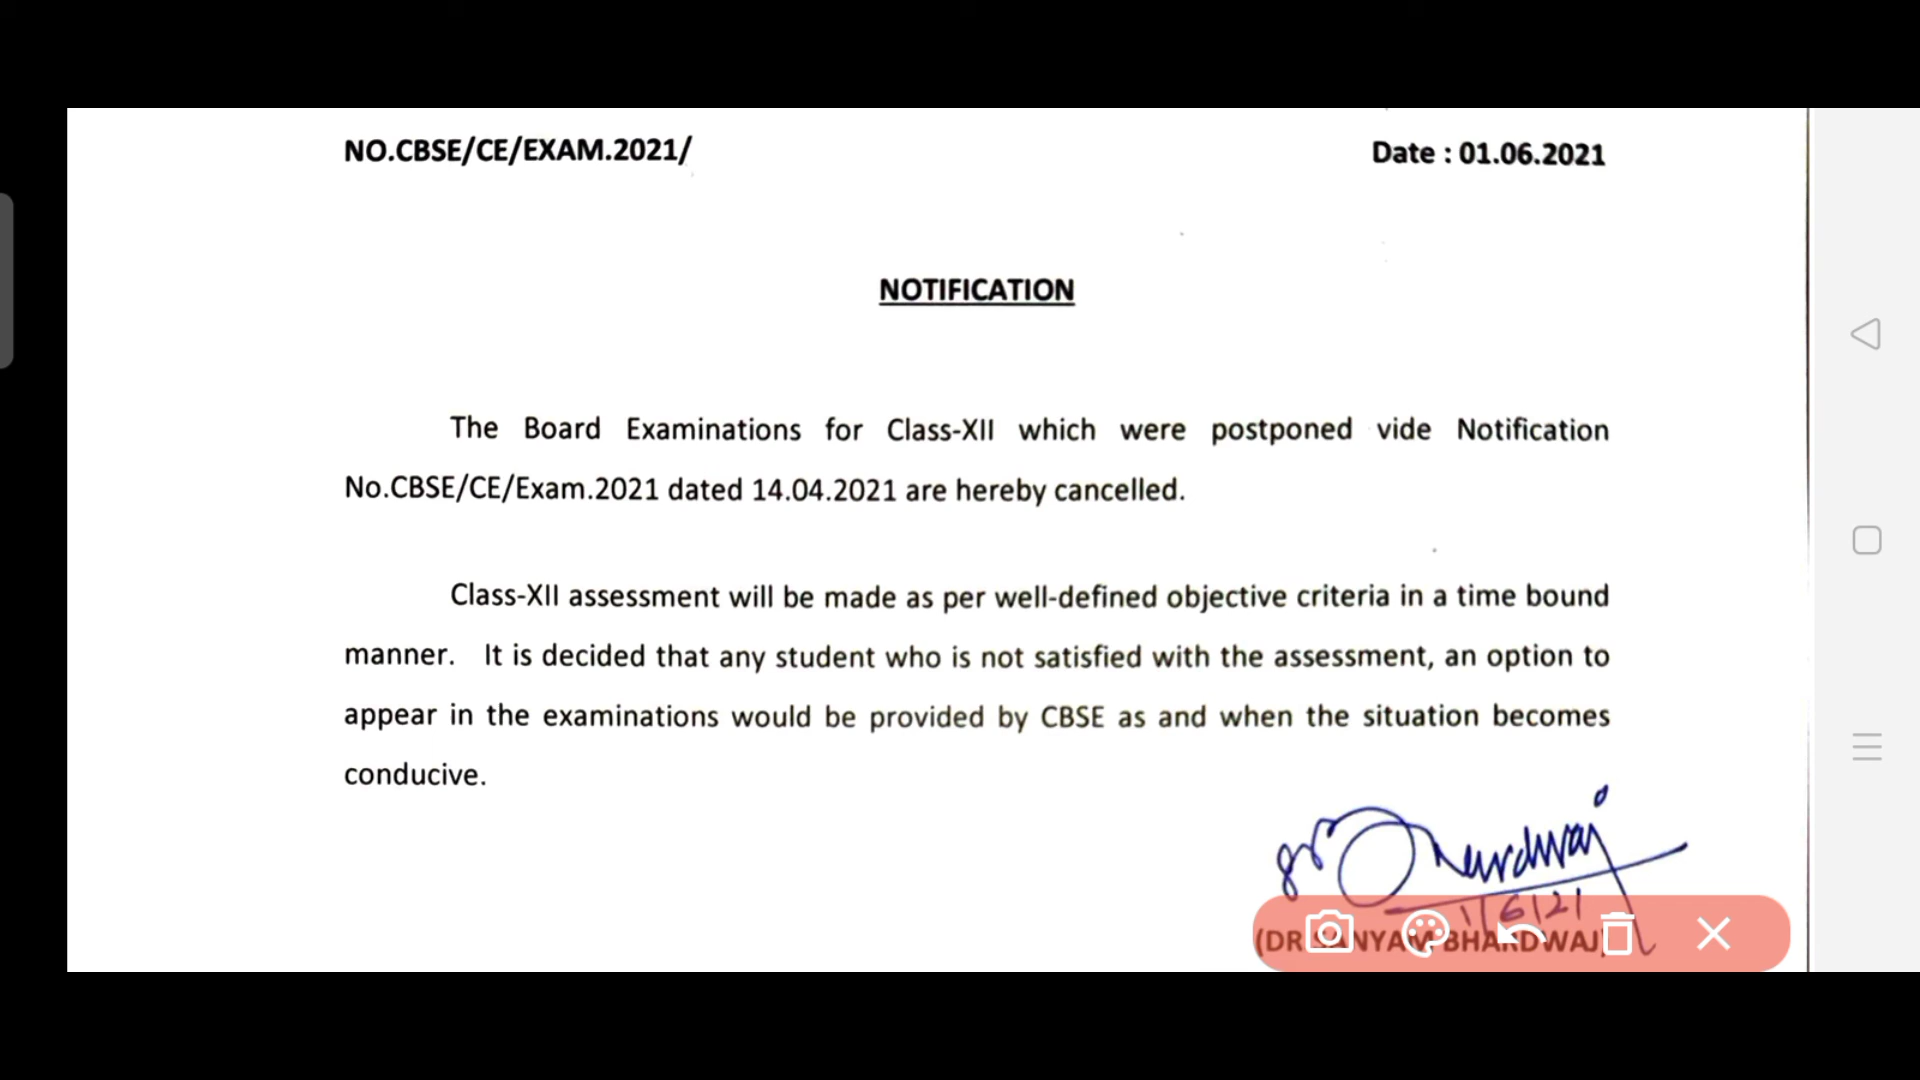 NO.CBSE/CE/EXAM.2021/ Date : 01.06.2021
NOTIFICATION
The Board Examinations for Class-XII which were postponed vide Notification
No.CBSE/CE/Exam.2021 dated 14.04.2021 are hereby cancelled.
Class-XII assessment will be made as per well-defined objective criteria in a time bound
manner. It is decided that any student who is not satisfied with the assessment, an option to
appear in the examinations would be provided by CBSE as and when the situation becomes
conducive.
1/6/21
(DR SANYAM BHARDWAJ)